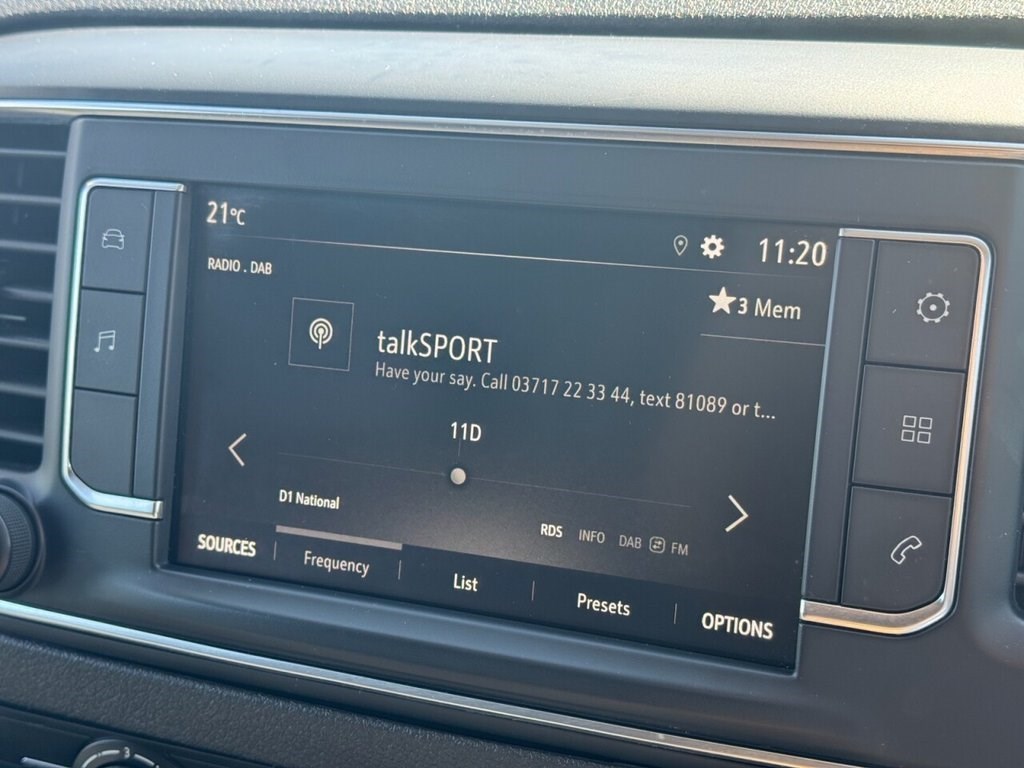 21°C
11:20
RADIO . DAB
3 Mem
talkSPORT
Have your say. Call 03717 22 33 44, text 81089 or t...
11D
D1 National
RDS INFO DAB FM
SOURCES Frequency List Presets OPTIONS
3